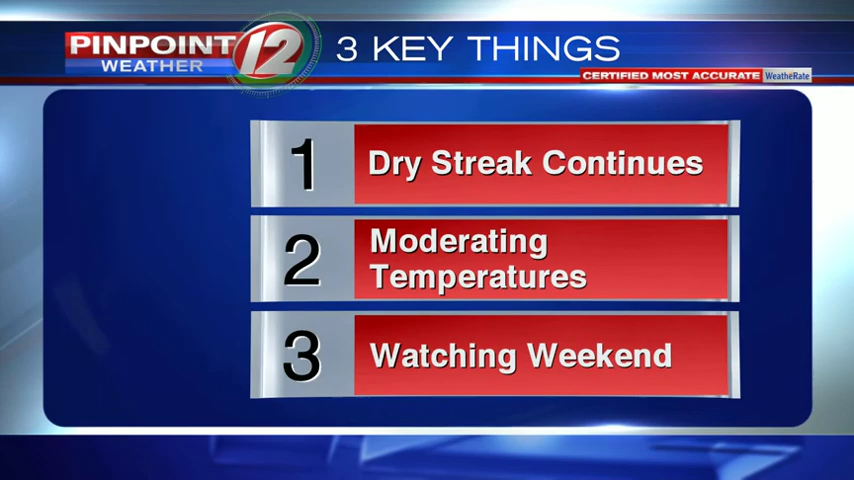 PINPOINT 12 3 KEY THINGS
WEATHER
CERTIFIED MOST ACCURATE WeatheRate
1 Dry Streak Continues
2 Moderating
Temperatures
3 Watching Weekend